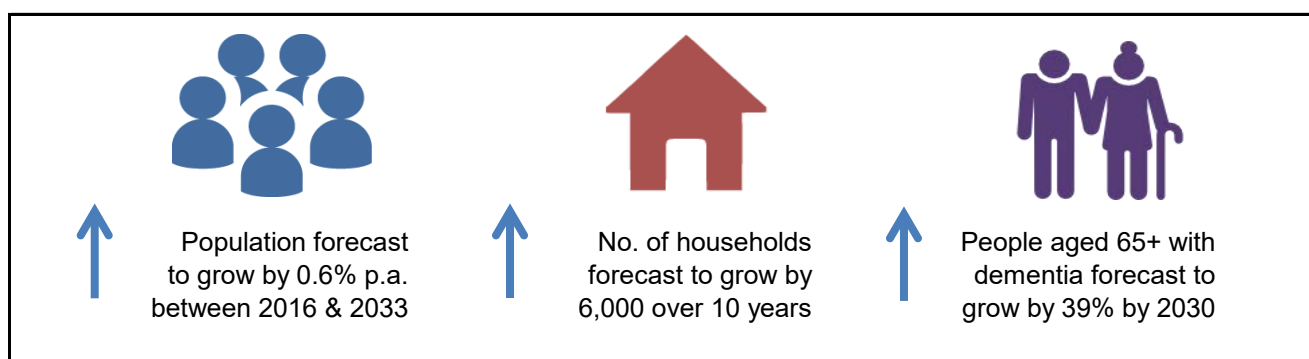 Population forecast
to grow by 0.6% p.a.
between 2016 & 2033
No. of households
forecast to grow by
6,000 over 10 years
People aged 65+ with
dementia forecast to
grow by 39% by 2030